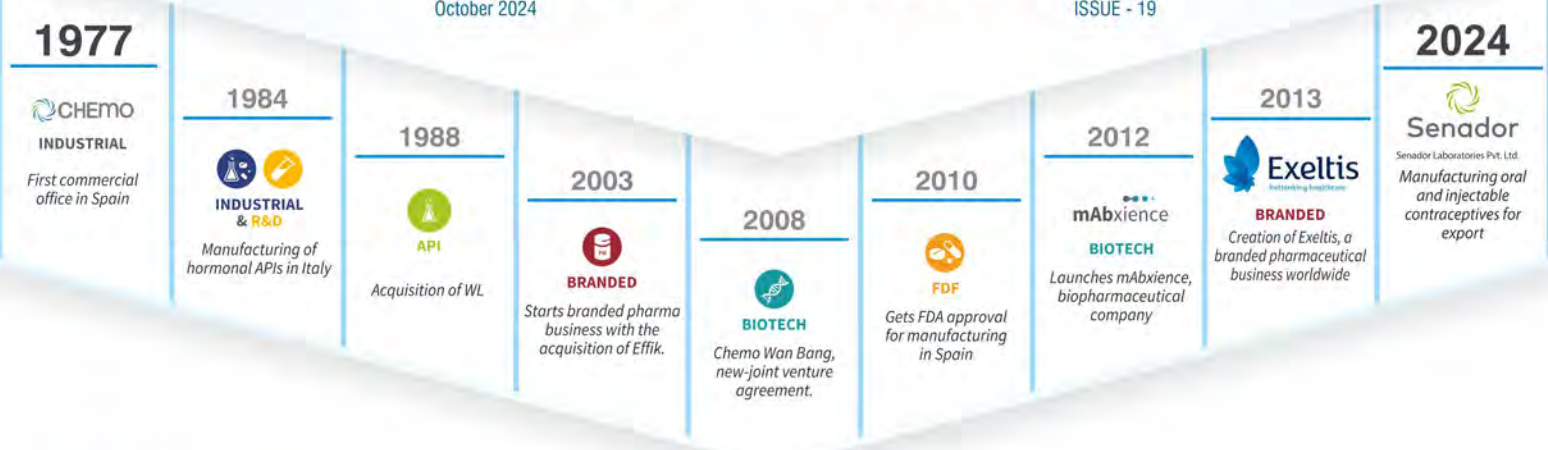 October 2024
ISSUE - 19
1977
CHEMO
INDUSTRIAL
First commercial
office in Spain
1984
INDUSTRIAL
& R&D
Manufacturing of
hormonal APIs in Italy
1988
API
Acquisition of WL
2003
BRANDED
Starts branded pharma
business with the
acquisition of Effik.
2008
BIOTECH
Chemo Wan Bang,
new-joint venture
agreement.
2010
FDF
Gets FDA approval
for manufacturing
in Spain
2012
mAbxience
BIOTECH
Launches mAbxience,
biopharmaceutical
company
2013
Exeltis
Rethinking healthcare
BRANDED
Creation of Exeltis, a
branded pharmaceutical
business worldwide
2024
Senador
Senador Laboratories Pvt. Ltd.
Manufacturing oral
and injectable
contraceptives for
export